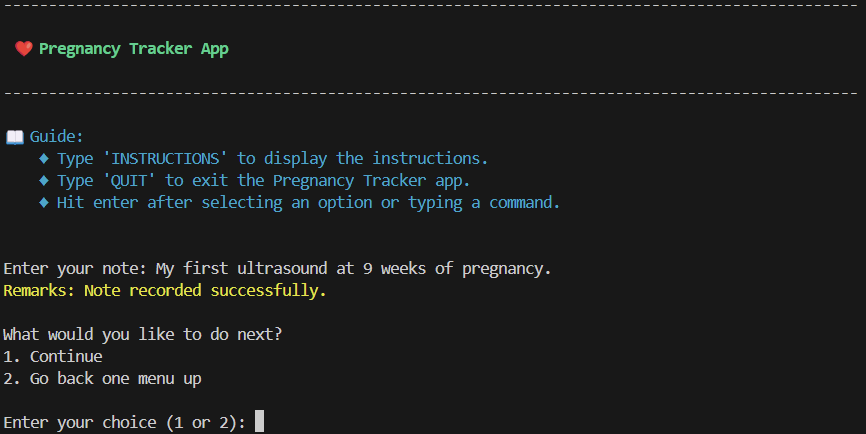 -----------------------------------------------------------------------------------------------
❤️ Pregnancy Tracker App
-----------------------------------------------------------------------------------------------
📖 Guide:
♦ Type 'INSTRUCTIONS' to display the instructions.
♦ Type 'QUIT' to exit the Pregnancy Tracker app.
♦ Hit enter after selecting an option or typing a command.
Enter your note: My first ultrasound at 9 weeks of pregnancy.
Remarks: Note recorded successfully.
What would you like to do next?
1. Continue
2. Go back one menu up
Enter your choice (1 or 2):